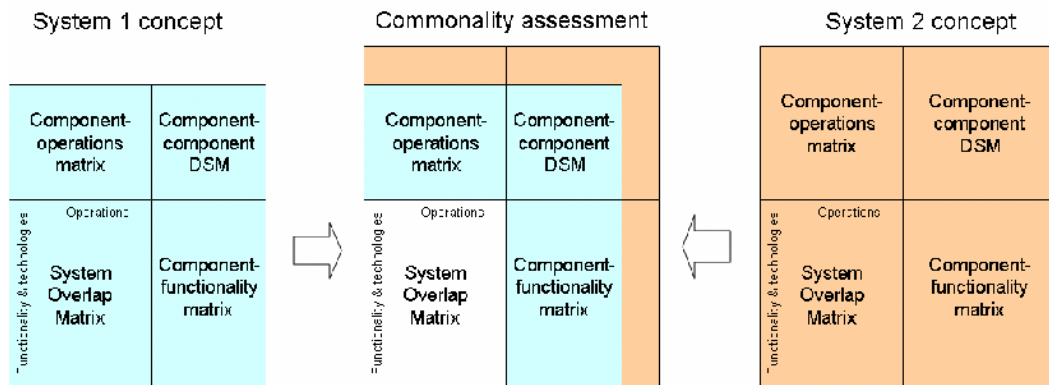 System 1 concept
Commonality assessment
System 2 concept
Component-
operations
matrix
Component-
component
DSM
Operations
Functionality & technologies
System
Overlap
Matrix
Component-
functionality
matrix
Component-
operations
matrix
Component-
component
DSM
Operations
Functionality & technologies
System
Overlap
Matrix
Component-
functionality
matrix
Component-
operations
matrix
Component-
component
DSM
Operations
Functionality & technologies
System
Overlap
Matrix
Component-
functionality
matrix